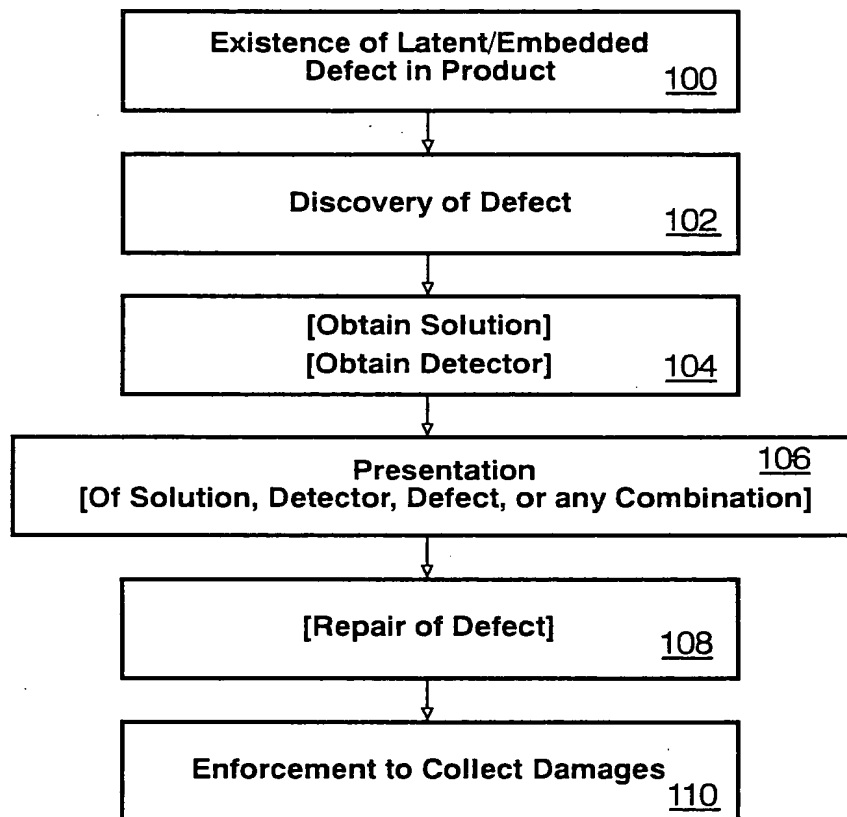 Existence of Latent/Embedded
Defect in Product
100
Discovery of Defect
102
[Obtain Solution]
[Obtain Detector]
104
106
Presentation
[Of Solution, Detector, Defect, or any Combination]
[Repair of Defect]
108
Enforcement to Collect Damages
110